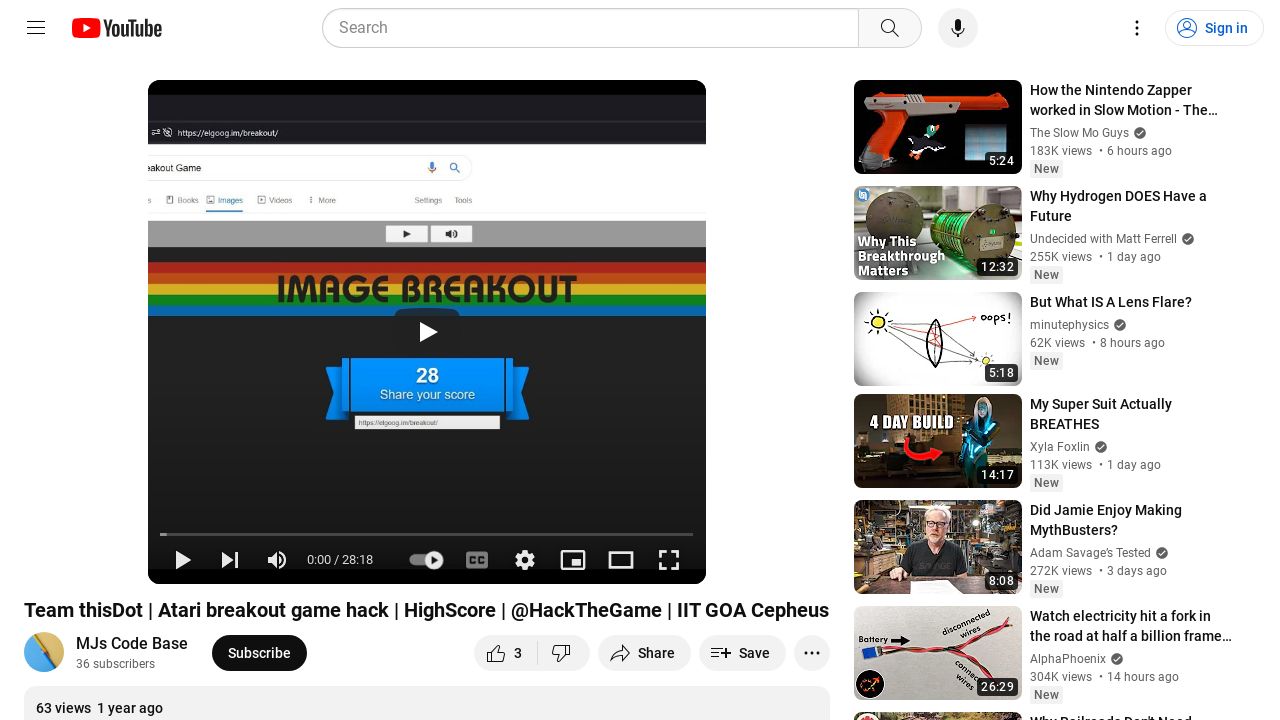 YouTube
Search
Sign in
https://elgoog.im/breakout/
eakout Game
Books
Images
Videos
More
Settings
Tools
IMAGE BREAKOUT
28
Share your score
https://elgoog.im/breakout/
0:00 / 28:18
CC
Team thisDot | Atari breakout game hack | HighScore | @HackTheGame | IIT GOA Cepheus
MJs Code Base
36 subscribers
Subscribe
3
Share
Save
63 views 1 year ago
5:24
How the Nintendo Zapper
worked in Slow Motion - The…
The Slow Mo Guys
183K views • 6 hours ago
New
Why This
Breakthrough
Matters
12:32
Why Hydrogen DOES Have a
Future
Undecided with Matt Ferrell
255K views • 1 day ago
New
oops!
5:18
But What IS A Lens Flare?
minutephysics
62K views • 8 hours ago
New
4 DAY BUILD
14:17
My Super Suit Actually
BREATHES
Xyla Foxlin
113K views • 1 day ago
New
8:08
Did Jamie Enjoy Making
MythBusters?
Adam Savage's Tested
272K views • 3 days ago
New
Battery
disconnected
wires
connec
wires
26:29
Watch electricity hit a fork in
the road at half a billion frame…
AlphaPhoenix
304K views • 14 hours ago
New